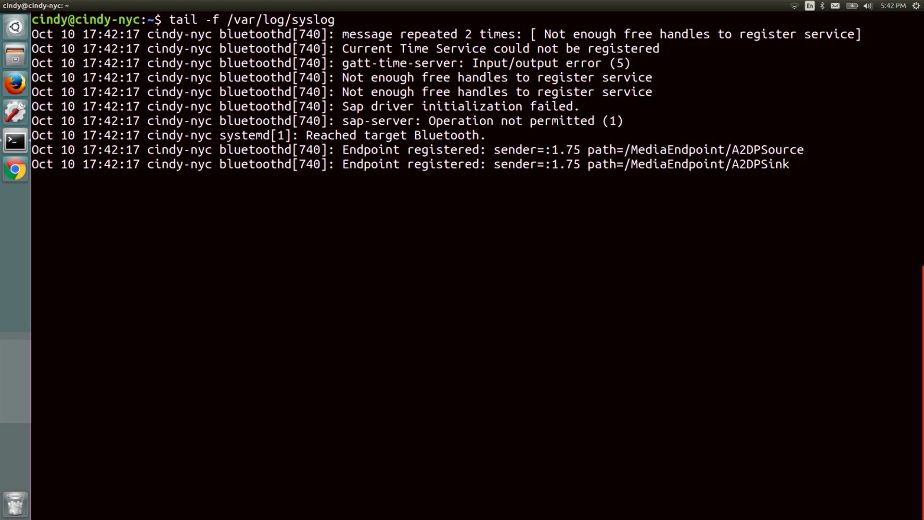 cindy@cindy-nyc: ~
En
5:42 PM
cindy@cindy-nyc:~$ tail -f /var/log/syslog
Oct 10 17:42:17 cindy-nyc bluetoothd[740]: message repeated 2 times: [ Not enough free handles to register service]
Oct 10 17:42:17 cindy-nyc bluetoothd[740]: Current Time Service could not be registered
Oct 10 17:42:17 cindy-nyc bluetoothd[740]: gatt-time-server: Input/output error (5)
Oct 10 17:42:17 cindy-nyc bluetoothd[740]: Not enough free handles to register service
Oct 10 17:42:17 cindy-nyc bluetoothd[740]: Not enough free handles to register service
Oct 10 17:42:17 cindy-nyc bluetoothd[740]: Sap driver initialization failed.
Oct 10 17:42:17 cindy-nyc bluetoothd[740]: sap-server: Operation not permitted (1)
Oct 10 17:42:17 cindy-nyc systemd[1]: Reached target Bluetooth.
Oct 10 17:42:17 cindy-nyc bluetoothd[740]: Endpoint registered: sender=:1.75 path=/MediaEndpoint/A2DPSource
Oct 10 17:42:17 cindy-nyc bluetoothd[740]: Endpoint registered: sender=:1.75 path=/MediaEndpoint/A2DPSink